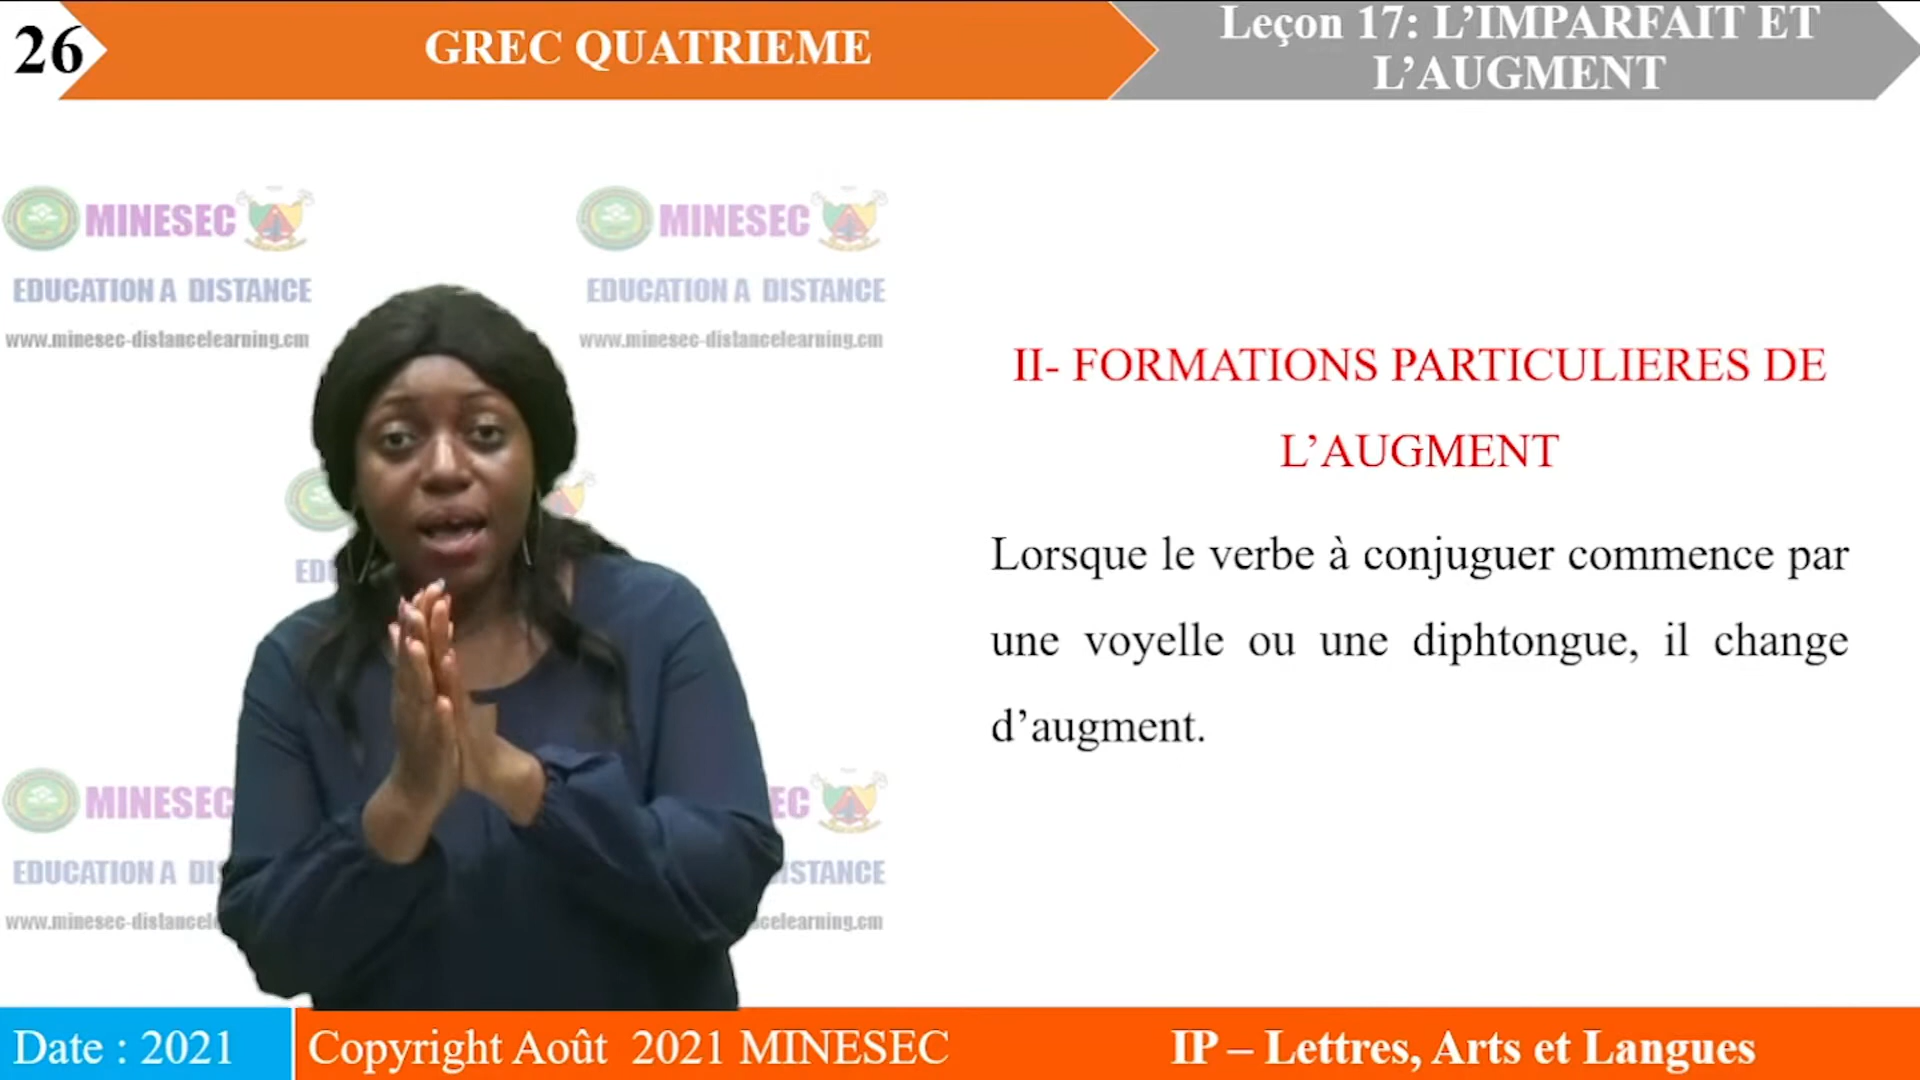 26
GREC QUATRIEME
Leçon 17: L’IMPARFAIT ET
L’AUGMENT
MINESEC
EDUCATION A DISTANCE
www.minesec-distancelearning.cm
MINESEC
EDUCATION A DISTANCE
www.minesec-distancelearning.cm
II- FORMATIONS PARTICULIERES DE
L’AUGMENT
Lorsque le verbe à conjuguer commence par
une voyelle ou une diphtongue, il change
d’augment.
MINESEC
EDUCATION A
Date : 2021
Copyright Août 2021 MINESEC
IP – Lettres, Arts et Langues